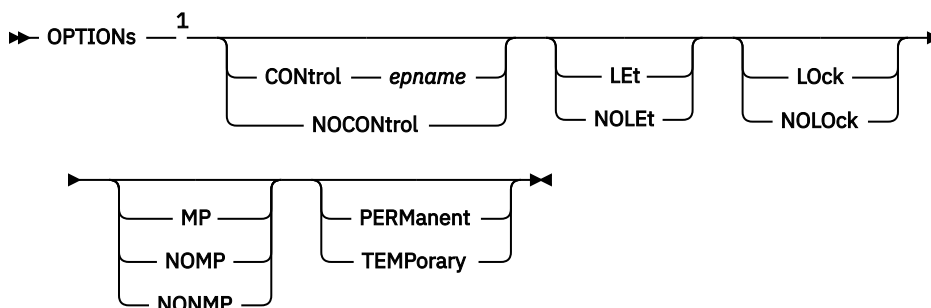 OPTIONs 1
CONtrol epname
LEt
LOck
NOCONtrol
NOLEt
NOLOck
MP
PERManent
NOMP
TEMPorary
NONMP